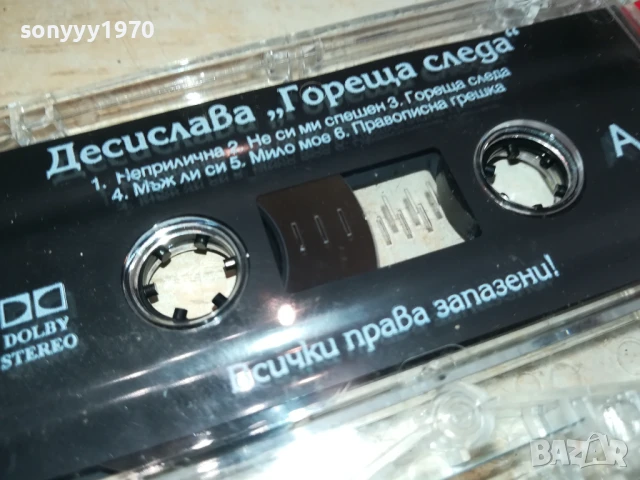 sonyyy1970
Десислава „Гореща следа“
1. Неприлична 2. Не си ми спешен 3. Гореща следа
4. Мъж ли си 5. Мило мое 6. Правописна грешка
A
DOLBY
STEREO
Всички права запазени!
BAZAR